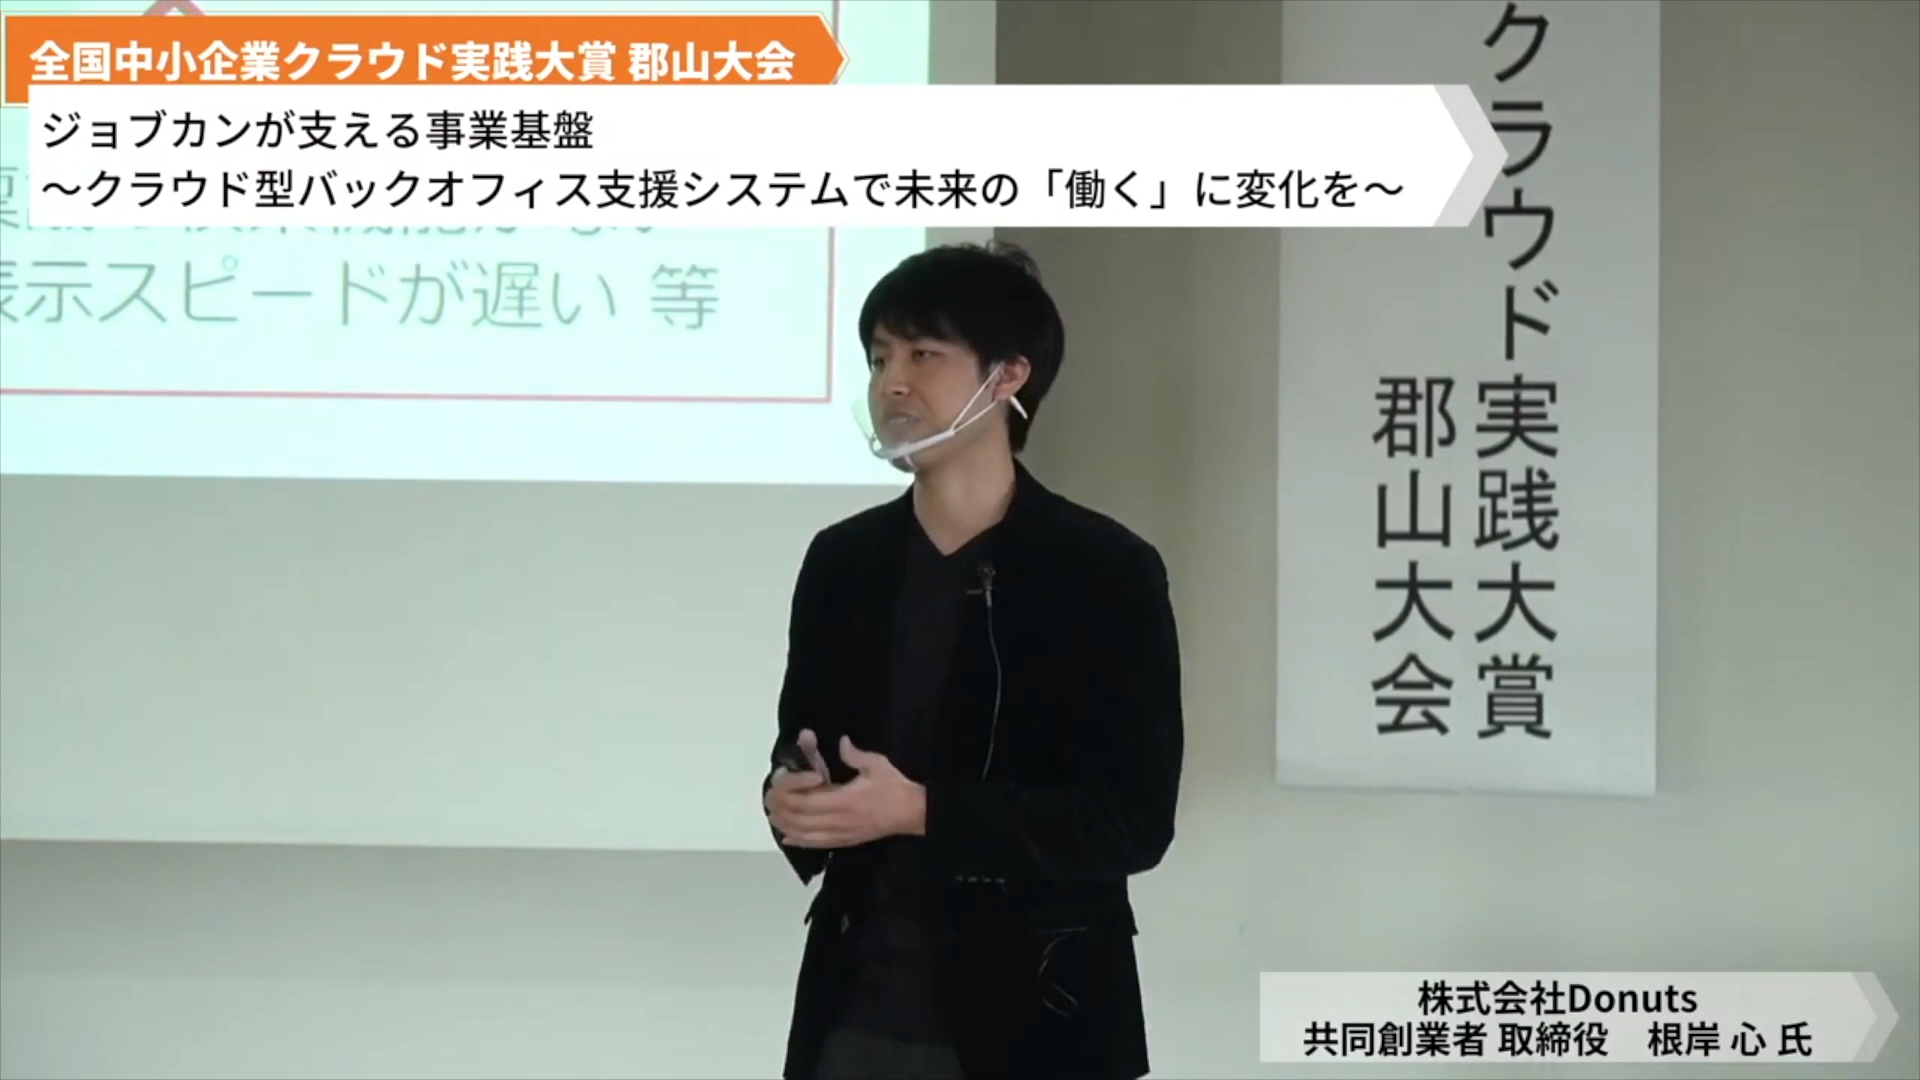 全国中小企業クラウド実践大賞 郡山大会
ジョブカンが支える事業基盤
～クラウド型バックオフィス支援システムで未来の「働く」に変化を～
表示スピードが遅い 等
クラウド実践大賞
郡山大会
株式会社Donuts
共同創業者 取締役　根岸 心 氏